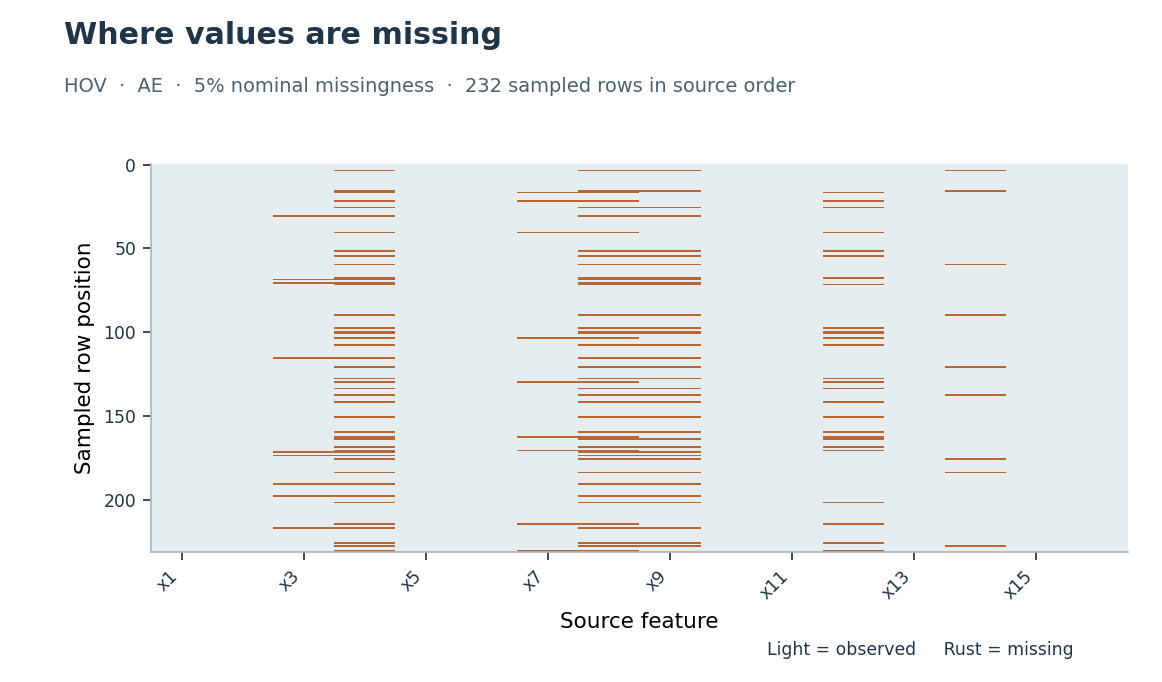 Where values are missing
HOV · AE · 5% nominal missingness · 232 sampled rows in source order
0
50
100
150
200
Sampled row position
x1
x3
x5
x7
x9
x11
x13
x15
Source feature
Light = observed Rust = missing